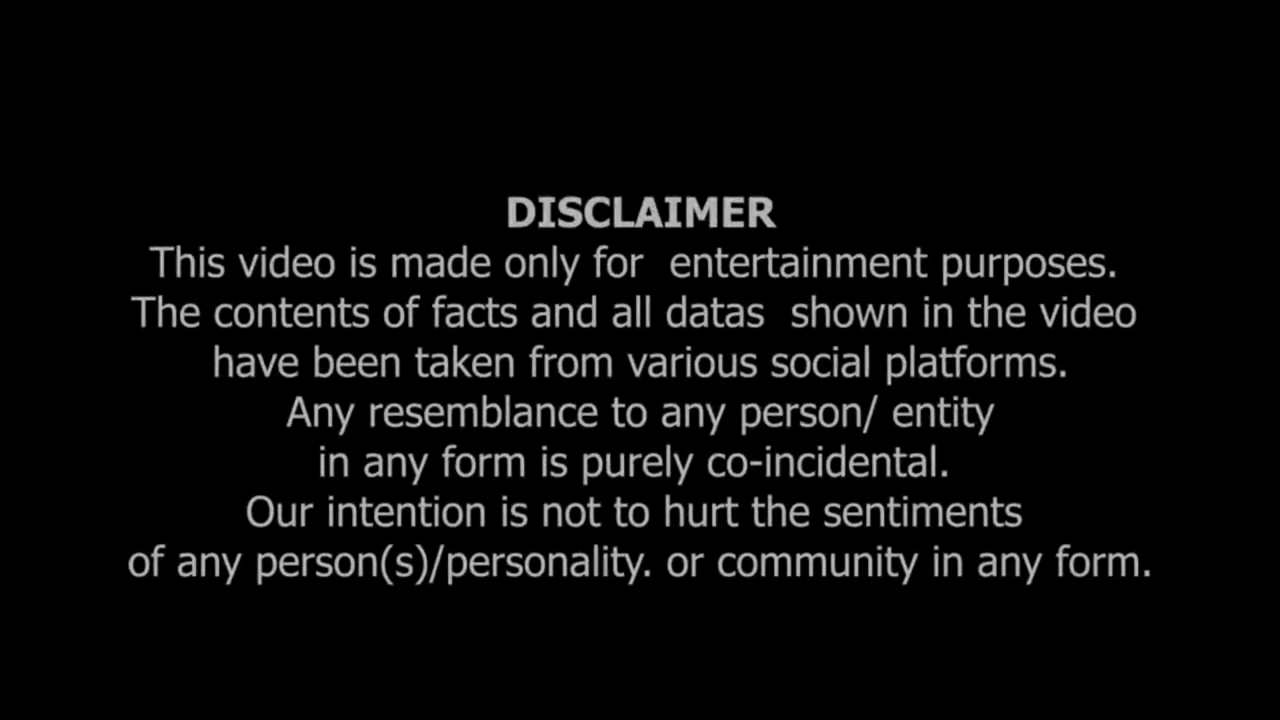 DISCLAIMER
This video is made only for  entertainment purposes.
The contents of facts and all datas  shown in the video
have been taken from various social platforms.
Any resemblance to any person/ entity
in any form is purely co-incidental.
Our intention is not to hurt the sentiments
of any person(s)/personality. or community in any form.